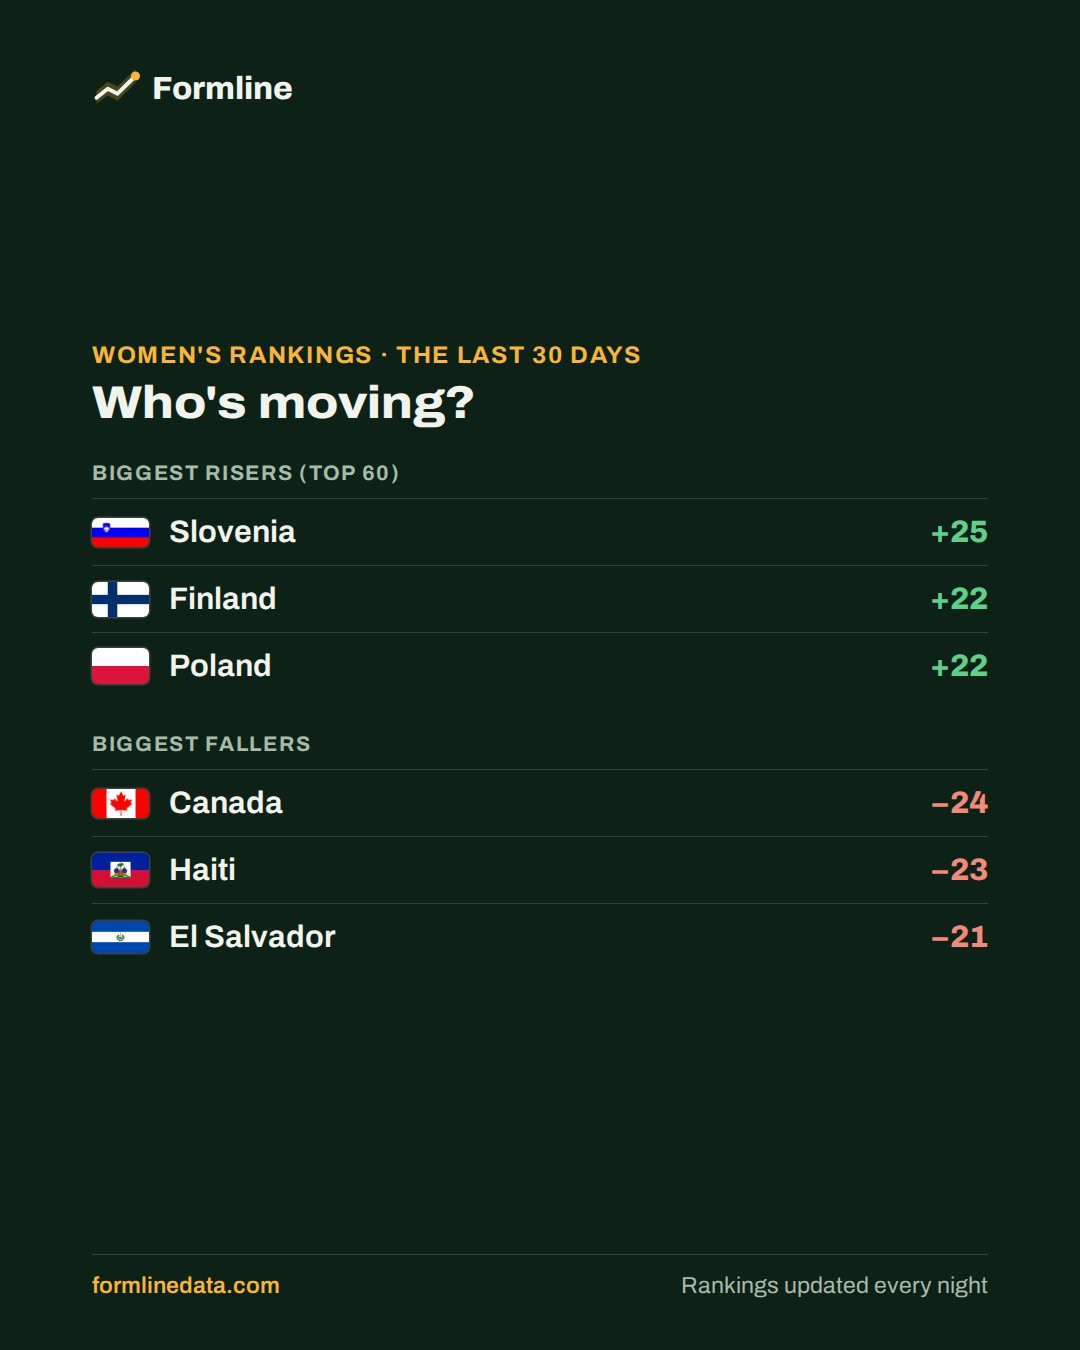 Formline
WOMEN'S RANKINGS · THE LAST 30 DAYS
Who's moving?
BIGGEST RISERS (TOP 60)
Slovenia +25
Finland +22
Poland +22
BIGGEST FALLERS
Canada –24
Haiti –23
El Salvador –21
formlinedata.com Rankings updated every night